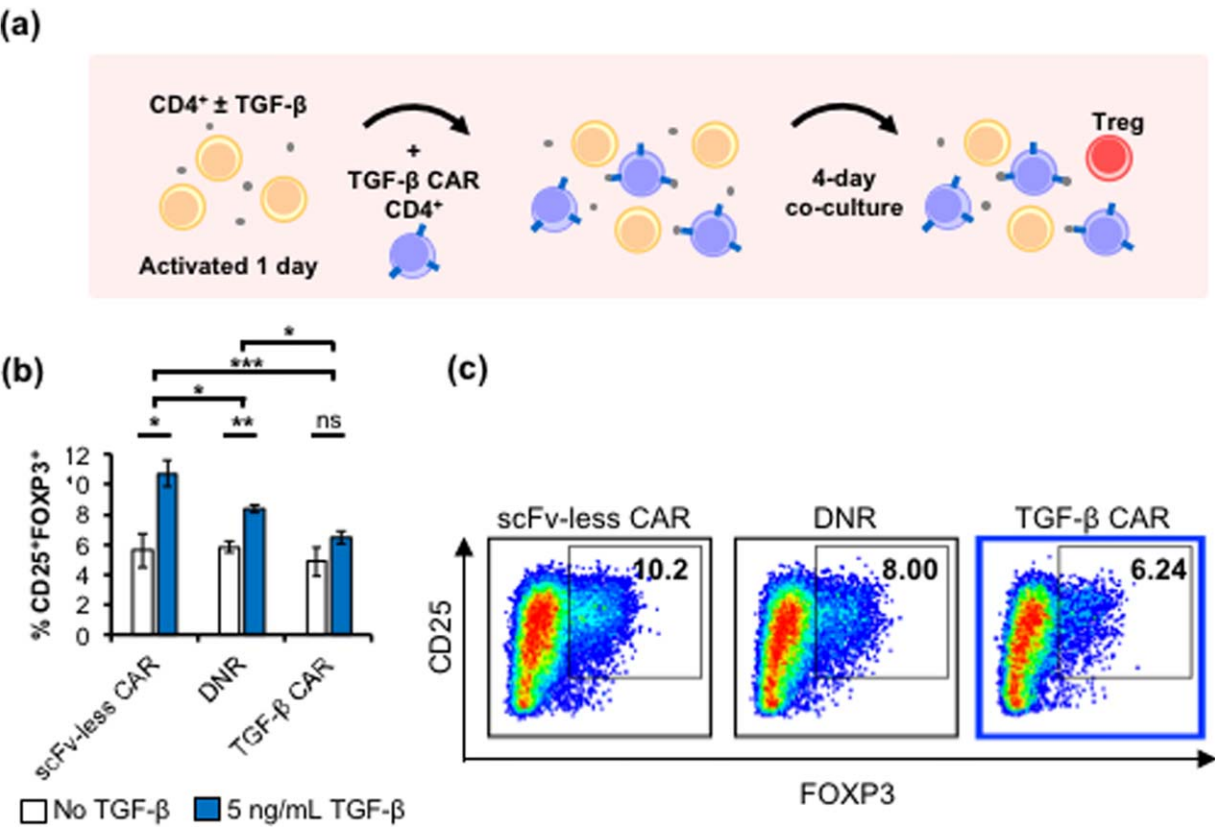 (a)
CD4⁺ ± TGF-β
Activated 1 day
+
TGF-β CAR
CD4⁺
4-day
co-culture
Treg
(b)
*
***
*
* ** ns
% CD25⁺FOXP3⁺
12
10
8
6
4
2
0
scFv-less CAR
DNR
TGF-β CAR
No TGF-β
5 ng/mL TGF-β
(c)
scFv-less CAR DNR TGF-β CAR
10.2 8.00 6.24
CD25
FOXP3